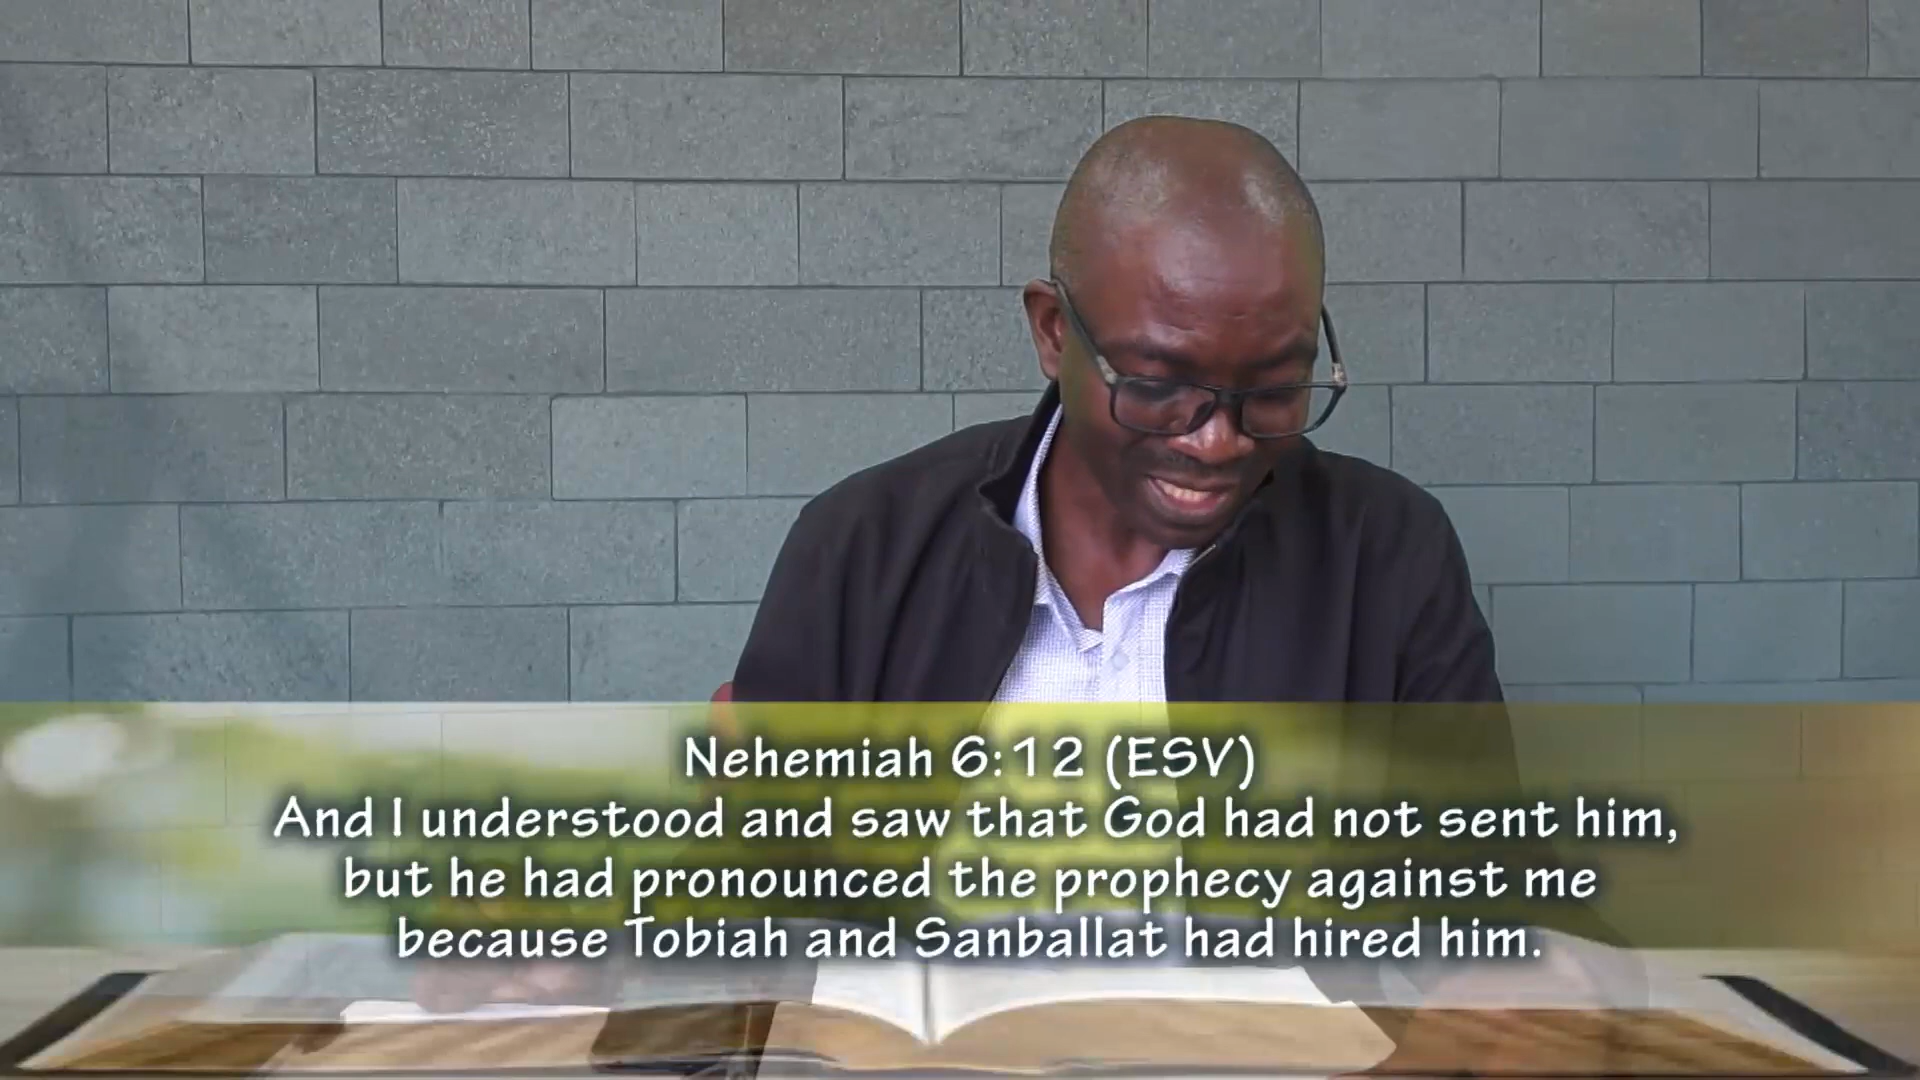 Nehemiah 6:12 (ESV)
And I understood and saw that God had not sent him,
but he had pronounced the prophecy against me
because Tobiah and Sanballat had hired him.